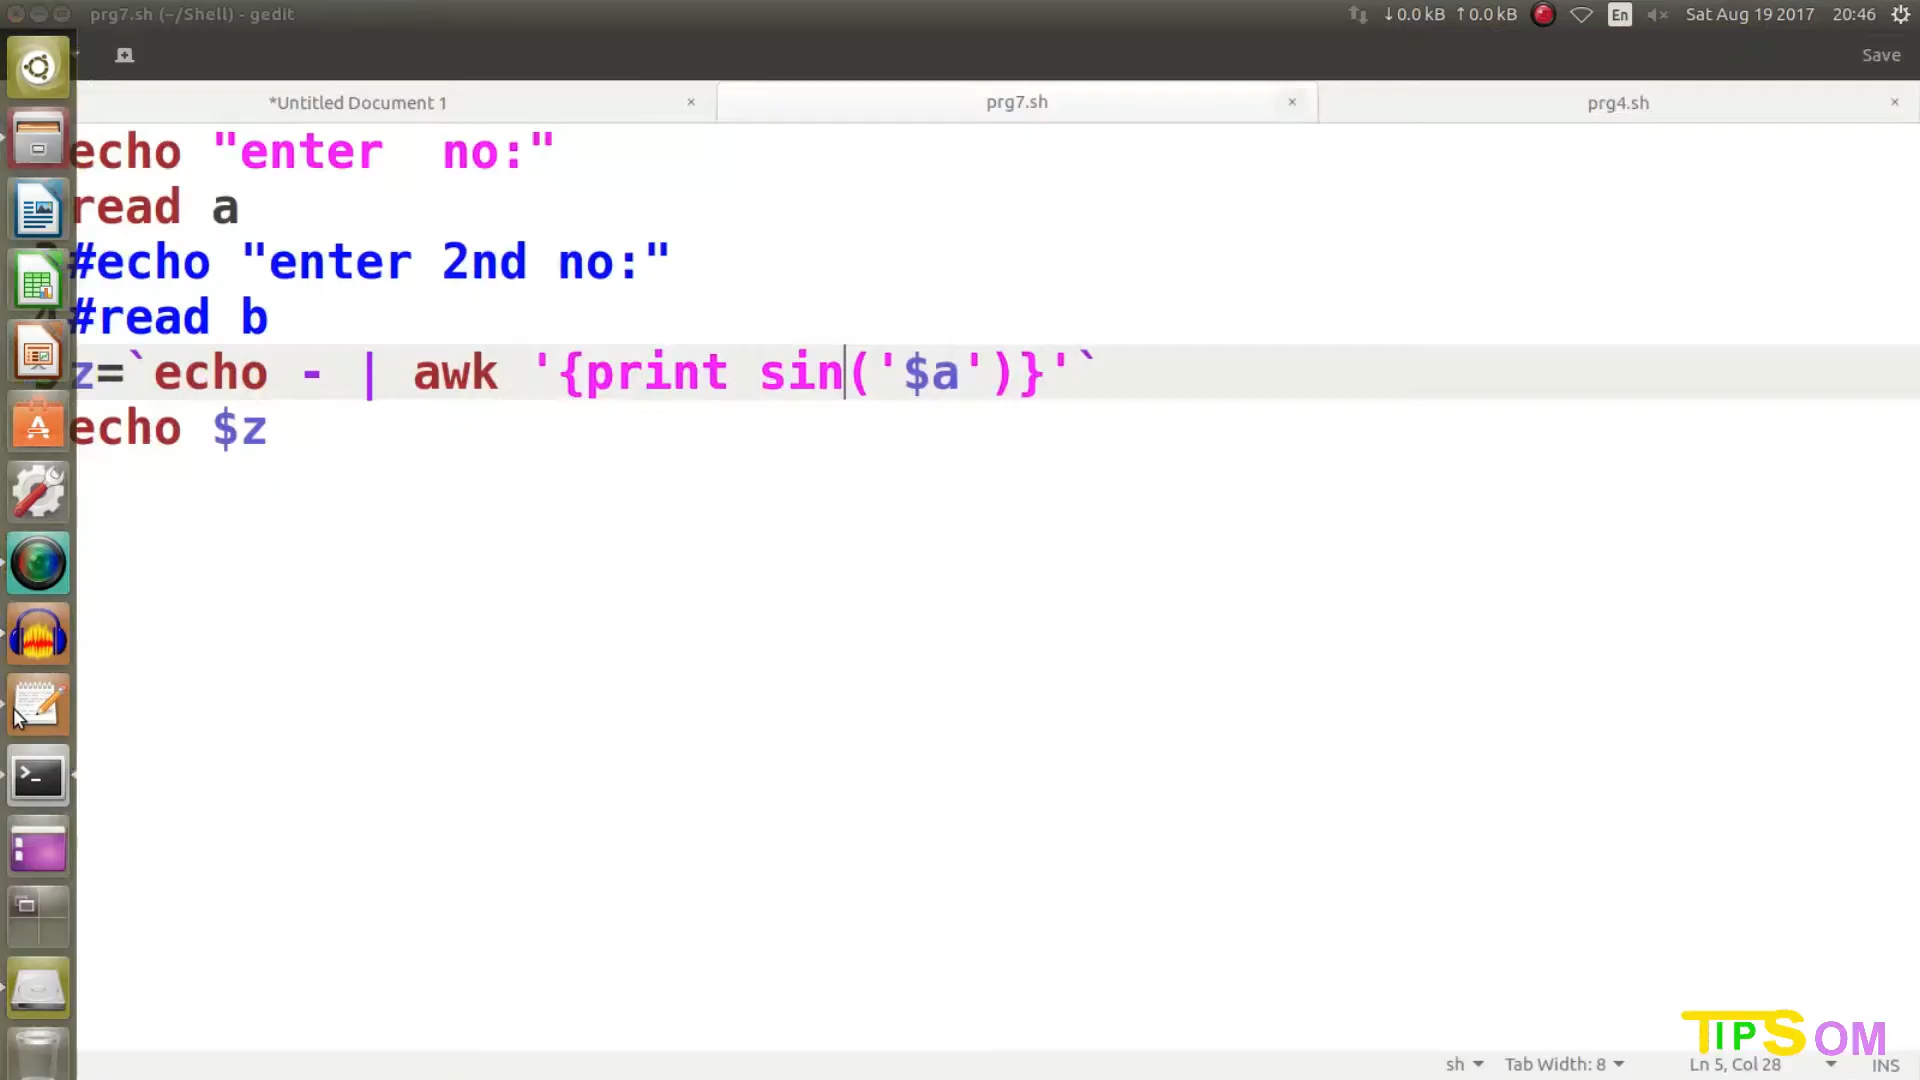 prg7.sh (~/Shell) - gedit
↓0.0 kB ↑0.0 kB En Sat Aug 19 2017 20:46
Save
*Untitled Document 1 × prg7.sh × prg4.sh ×
echo "enter  no:"
read a
#echo "enter 2nd no:"
#read b
z=`echo - | awk '{print sin('$a')}'`
echo $z
TIPSOM
sh Tab Width: 8 Ln 5, Col 28 INS